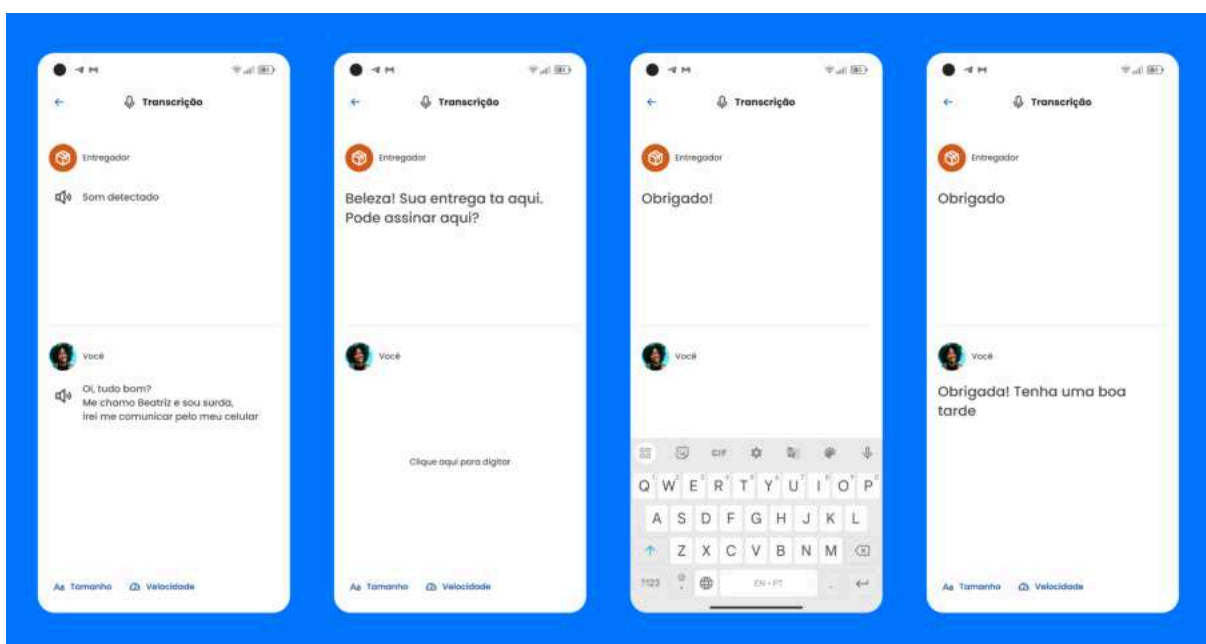 Transcrição
Entregador
Som detectado
Você
Oi, tudo bom?
Me chamo Beatriz e sou surda,
irei me comunicar pelo meu celular
Aa Tamanho
Velocidade
Transcrição
Entregador
Beleza! Sua entrega ta aqui.
Pode assinar aqui?
Você
Clique aqui para digitar
Aa Tamanho
Velocidade
Transcrição
Entregador
Obrigado!
Você
GIF
Q W E R T Y U I O P
A S D F G H J K L
Z X C V B N M
?123 , EN • PT .
Transcrição
Entregador
Obrigado
Você
Obrigada! Tenha uma boa
tarde
Aa Tamanho
Velocidade